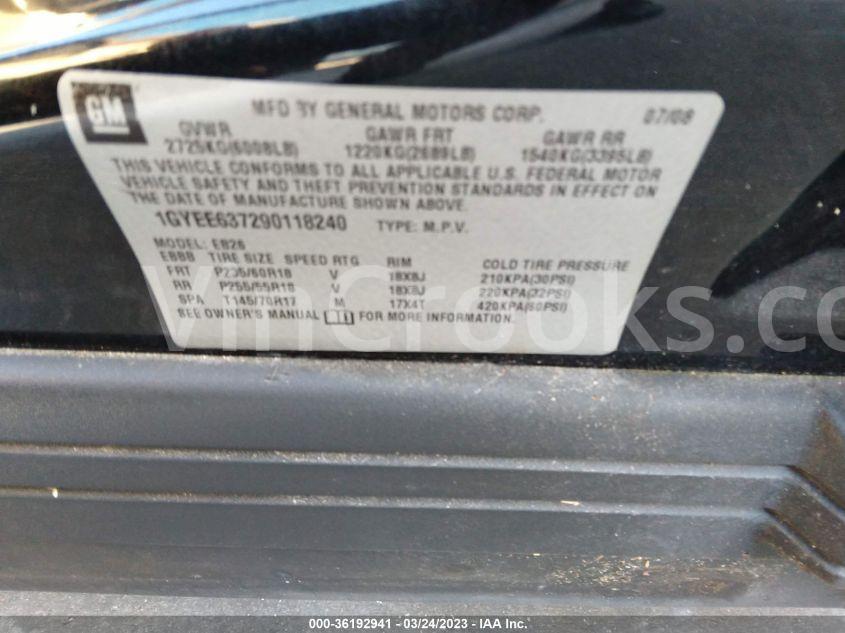 GM
MFD BY GENERAL MOTORS CORP. 07/08
GVWR GAWR FRT GAWR RR
2725KG(6008LB) 1220KG(2689LB) 1540KG(3395LB)
THIS VEHICLE CONFORMS TO ALL APPLICABLE U.S. FEDERAL MOTOR
VEHICLE SAFETY AND THEFT PREVENTION STANDARDS IN EFFECT ON
THE DATE OF MANUFACTURE SHOWN ABOVE.
1GYEE637290118240 TYPE: M.P.V.
MODEL: E826
EBBB TIRE SIZE SPEED RTG RIM COLD TIRE PRESSURE
FRT P235/60R18 V 18X8J 210KPA(30PSI)
RR P255/55R18 V 18X8J 220KPA(32PSI)
SPA T145/70R17 M 17X4T 420KPA(60PSI)
SEE OWNER'S MANUAL FOR MORE INFORMATION.
VinCrooks.co
000-36192941 - 03/24/2023 - IAA Inc.